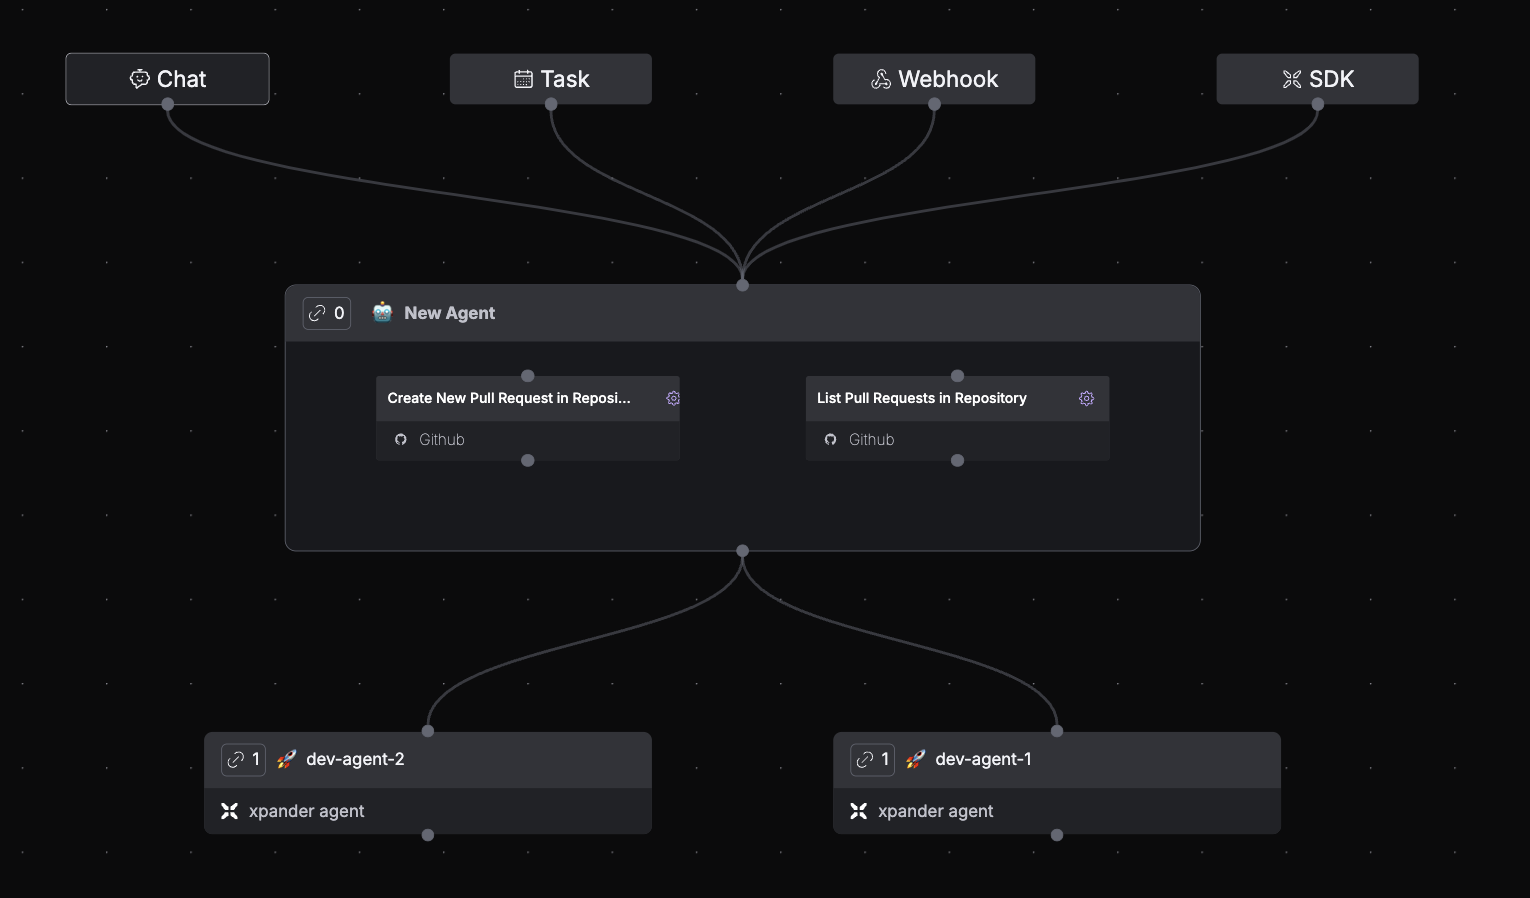 Chat
Task
Webhook
SDK
0
New Agent
Create New Pull Request in Reposi...
List Pull Requests in Repository
Github
Github
1
dev-agent-2
1
dev-agent-1
xpander agent
xpander agent